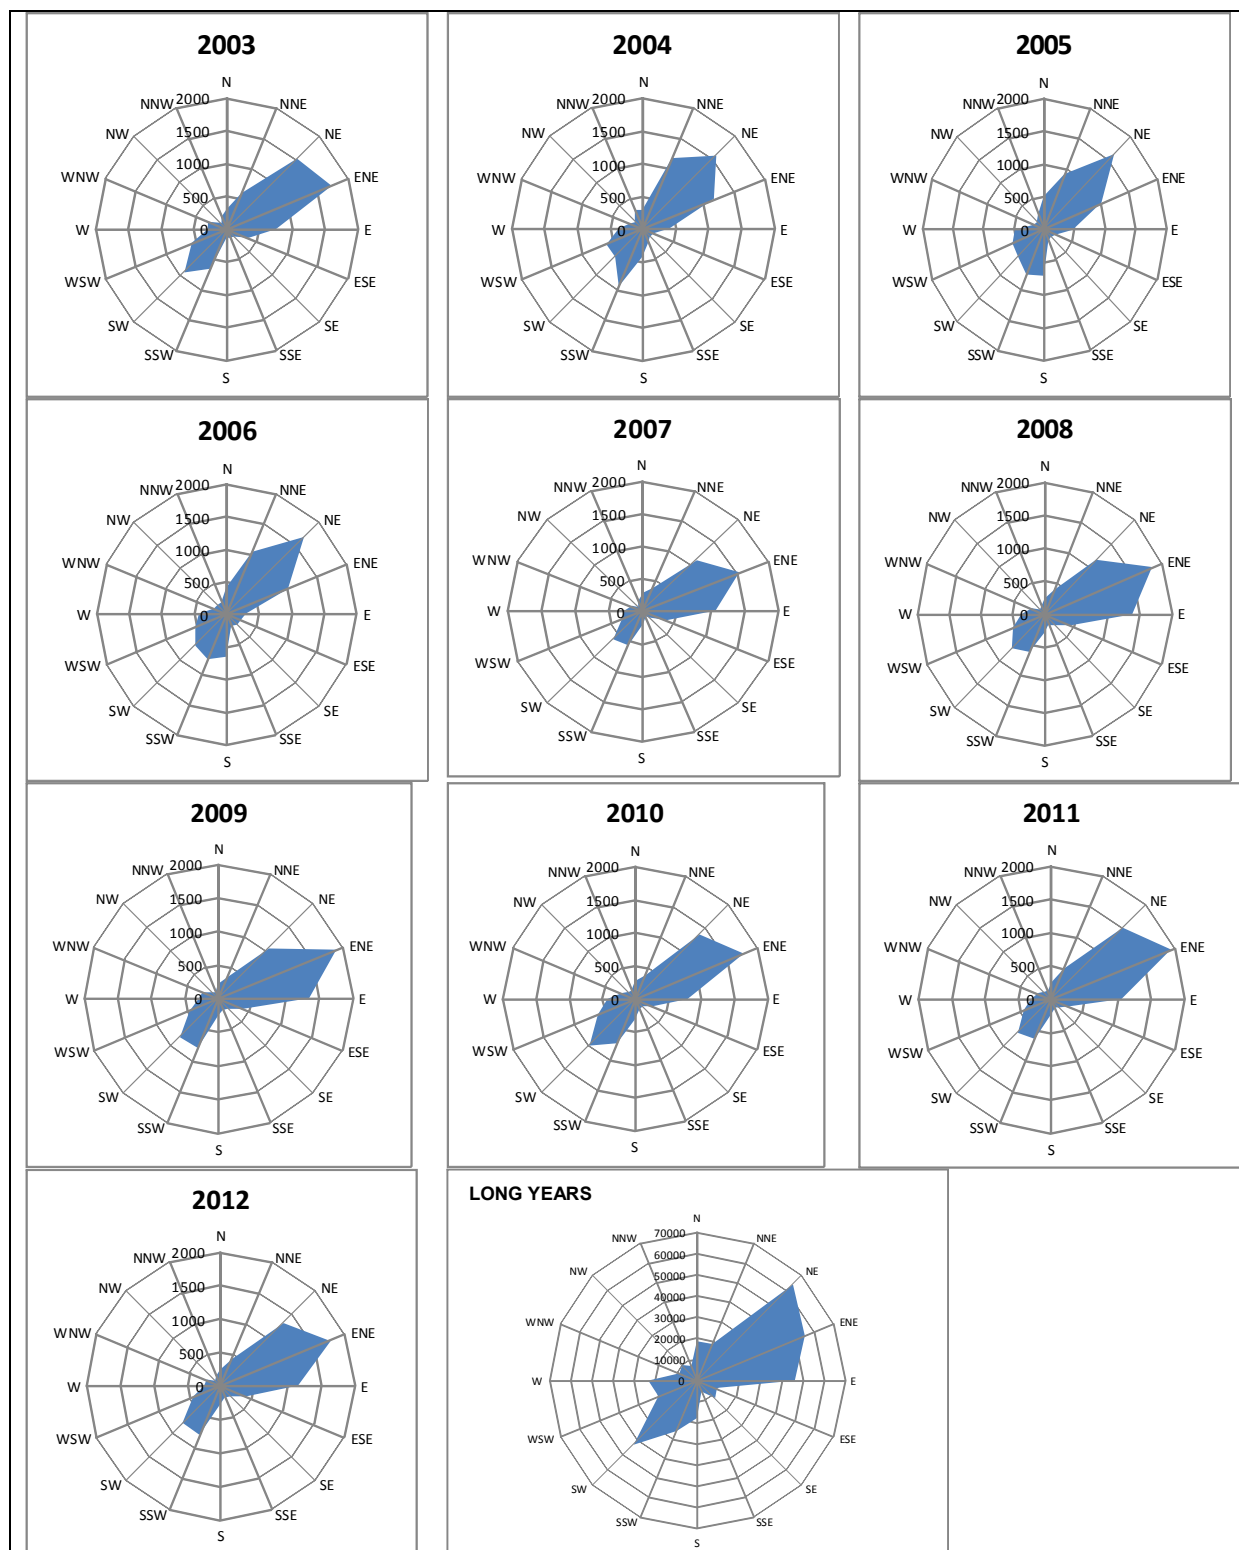 2003
N
NNE
NE
ENE
E
ESE
SE
SSE
S
SSW
SW
WSW
W
WNW
NW
NNW
2000
1500
1000
500
0
2004
N
NNE
NE
ENE
E
ESE
SE
SSE
S
SSW
SW
WSW
W
WNW
NW
NNW
2000
1500
1000
500
0
2005
N
NNE
NE
ENE
E
ESE
SE
SSE
S
SSW
SW
WSW
W
WNW
NW
NNW
2000
1500
1000
500
0
2006
N
NNE
NE
ENE
E
ESE
SE
SSE
S
SSW
SW
WSW
W
WNW
NW
NNW
2000
1500
1000
500
0
2007
N
NNE
NE
ENE
E
ESE
SE
SSE
S
SSW
SW
WSW
W
WNW
NW
NNW
2000
1500
1000
500
0
2008
N
NNE
NE
ENE
E
ESE
SE
SSE
S
SSW
SW
WSW
W
WNW
NW
NNW
2000
1500
1000
500
0
2009
N
NNE
NE
ENE
E
ESE
SE
SSE
S
SSW
SW
WSW
W
WNW
NW
NNW
2000
1500
1000
500
0
2010
N
NNE
NE
ENE
E
ESE
SE
SSE
S
SSW
SW
WSW
W
WNW
NW
NNW
2000
1500
1000
500
0
2011
N
NNE
NE
ENE
E
ESE
SE
SSE
S
SSW
SW
WSW
W
WNW
NW
NNW
2000
1500
1000
500
0
2012
N
NNE
NE
ENE
E
ESE
SE
SSE
S
SSW
SW
WSW
W
WNW
NW
NNW
2000
1500
1000
500
0
LONG YEARS
N
NNE
NE
ENE
E
ESE
SE
SSE
S
SSW
SW
WSW
W
WNW
NW
NNW
70000
60000
50000
40000
30000
20000
10000
0